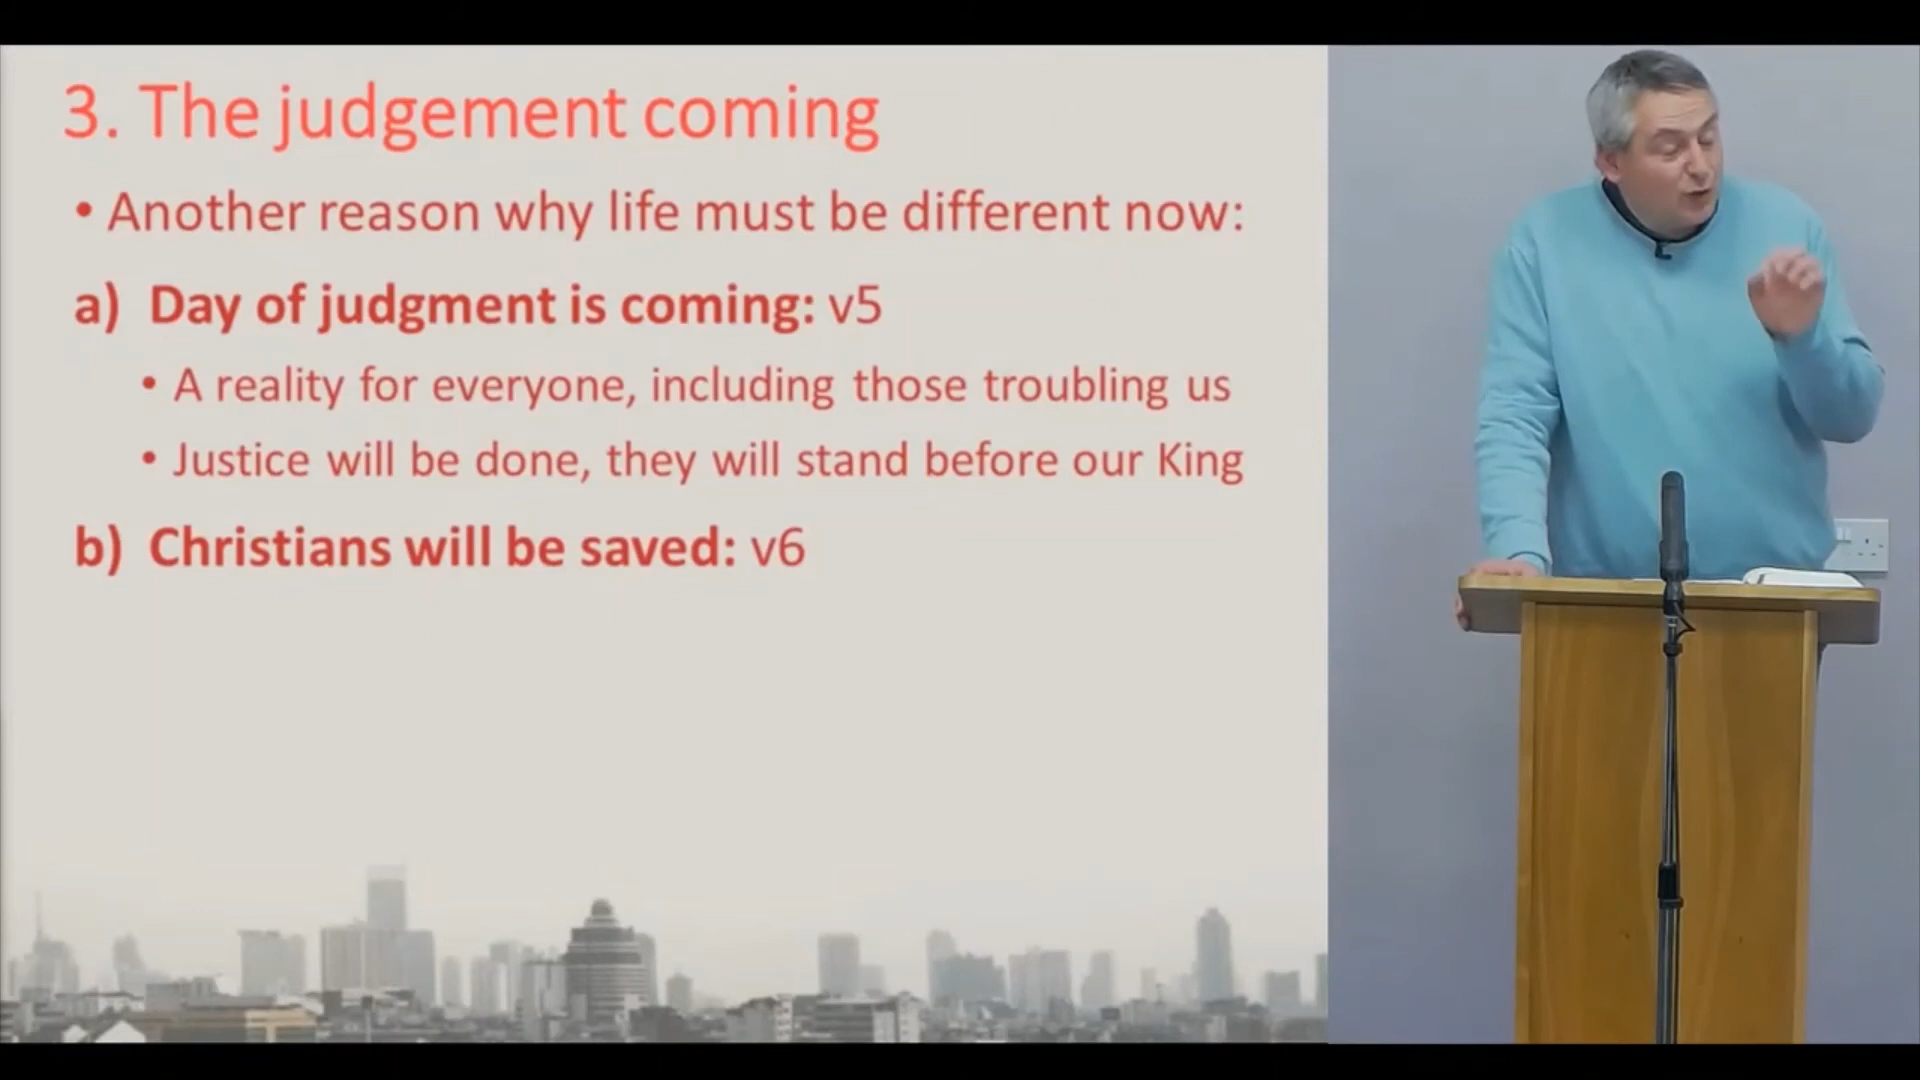 3. The judgement coming
• Another reason why life must be different now:
a) Day of judgment is coming: v5
• A reality for everyone, including those troubling us
• Justice will be done, they will stand before our King
b) Christians will be saved: v6